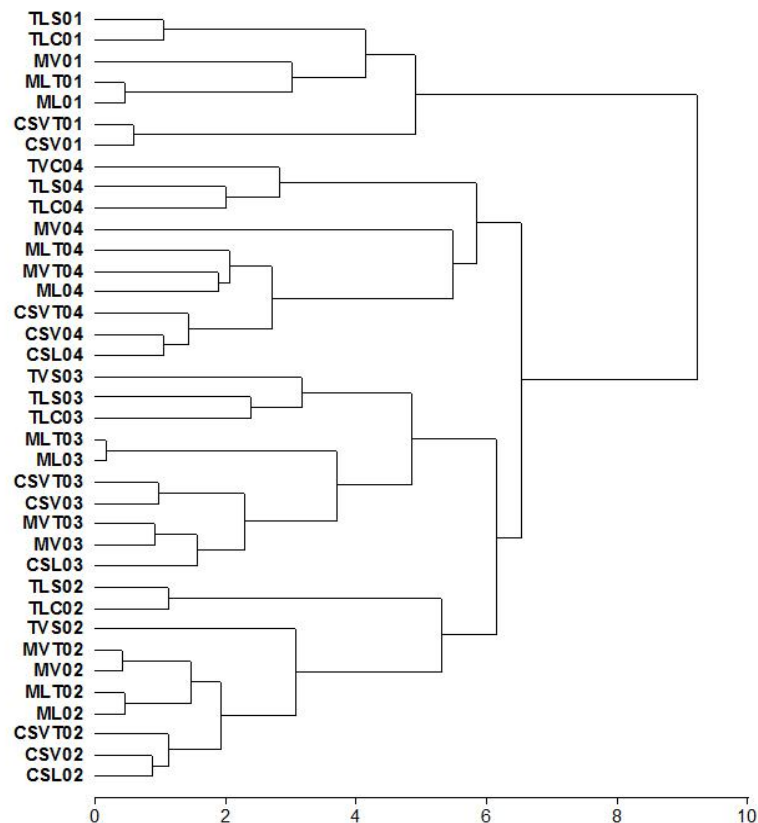 TLS01
TLC01
MV01
MLT01
ML01
CSVT01
CSV01
TVC04
TLS04
TLC04
MV04
MLT04
MVT04
ML04
CSVT04
CSV04
CSL04
TVS03
TLS03
TLC03
MLT03
ML03
CSVT03
CSV03
MVT03
MV03
CSL03
TLS02
TLC02
TVS02
MVT02
MV02
MLT02
ML02
CSVT02
CSV02
CSL02
0 2 4 6 8 10